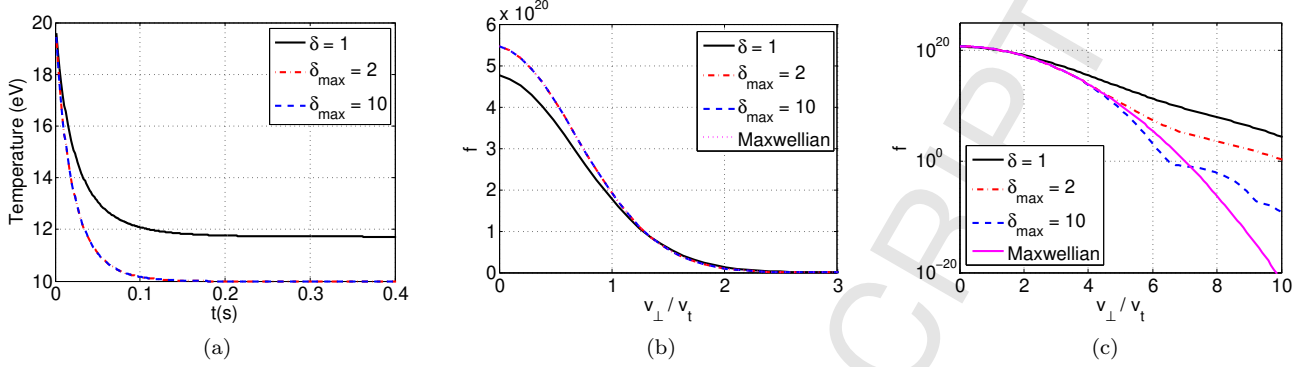 Temperature (eV)
20
18
16
14
12
10
0
0.1
0.2
0.3
0.4
t(s)
δ = 1
δmax = 2
δmax = 10
(a)
x 10^20
6
5
4
3
2
1
0
f
0
1
2
3
v⊥ / vt
δ = 1
δmax = 2
δmax = 10
Maxwellian
(b)
10^20
10^0
10^-20
f
0
2
4
6
8
10
v⊥ / vt
δ = 1
δmax = 2
δmax = 10
Maxwellian
(c)
CRIPT